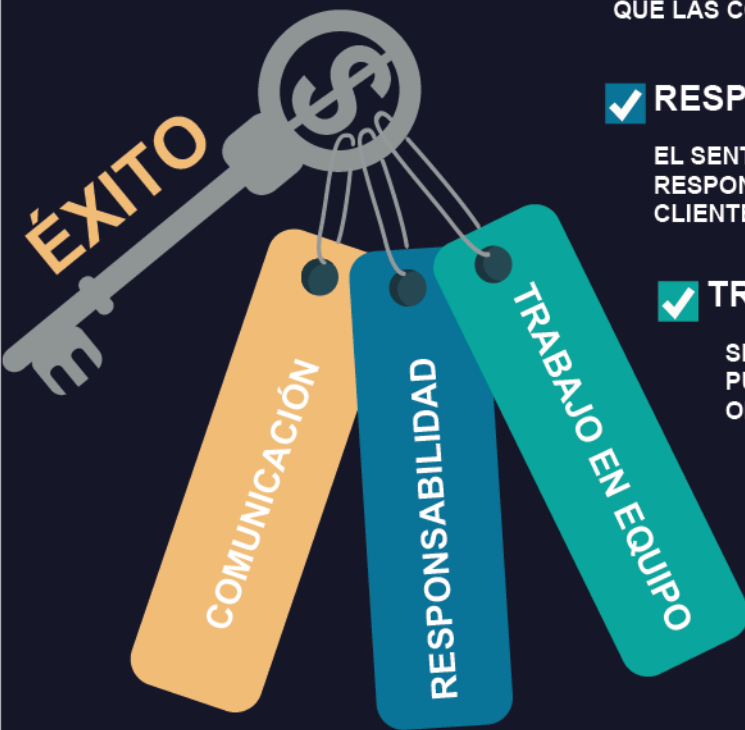 QUE LAS
RESP
EL SENT
RESPON
CLIENTE
TR
ÉXITO
$
COMUNICACIÓN
RESPONSABILIDAD
TRABAJO EN EQUIPO